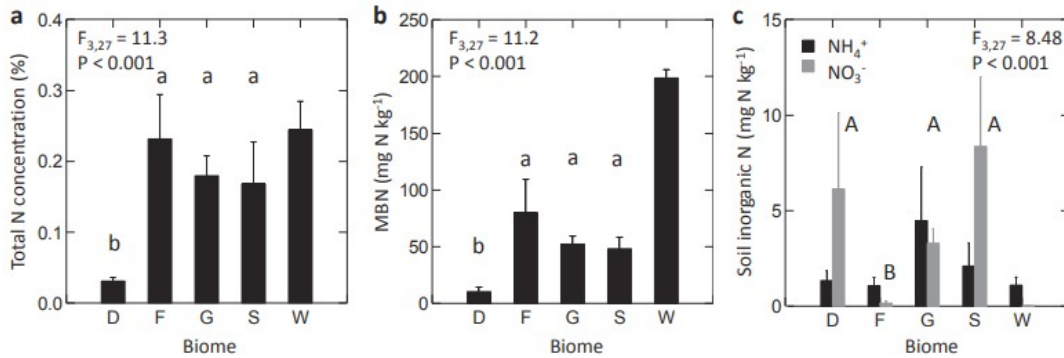 a
F3,27 = 11.3
P < 0.001
Total N concentration (%)
0.4
0.3
0.2
0.1
0.0
b
a
a
a
D F G S W
Biome
b
F3,27 = 11.2
P < 0.001
MBN (mg N kg-1)
250
200
150
100
50
0
b
a
a
a
D F G S W
Biome
c
NH4+
NO3-
F3,27 = 8.48
P < 0.001
Soil inorganic N (mg N kg-1)
15
10
5
0
A
B
A
A
D F G S W
Biome